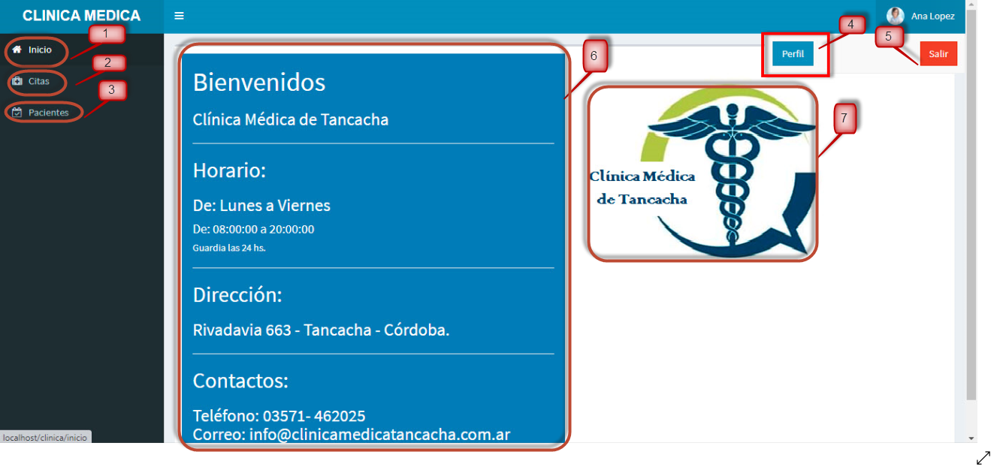 CLINICA MEDICA
Ana Lopez
1
Inicio
2
Citas
3
Pacientes
4
Perfil
5
Salir
6
Bienvenidos
Clínica Médica de Tancacha
Horario:
De: Lunes a Viernes
De: 08:00:00 a 20:00:00
Guardia las 24 hs.
Dirección:
Rivadavia 663 - Tancacha - Córdoba.
Contactos:
Teléfono: 03571- 462025
Correo: info@clinicamedicatancacha.com.ar
7
Clínica Médica
de Tancacha
localhost/clinica/inicio